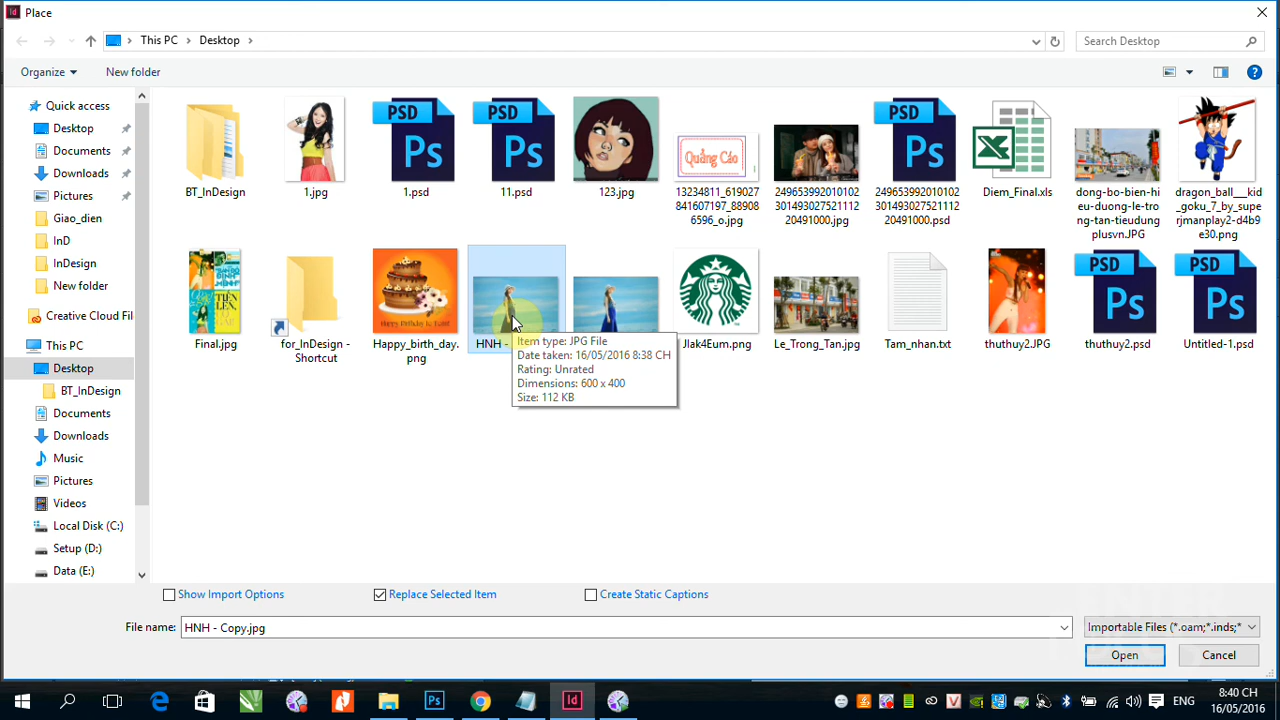 Place
This PC
Desktop
Search Desktop
Organize
New folder
Quick access
Desktop
Documents
Downloads
Pictures
Giao_dien
InD
InDesign
New folder
Creative Cloud Fil
This PC
Desktop
BT_InDesign
Documents
Downloads
Music
Pictures
Videos
Local Disk (C:)
Setup (D:)
Data (E:)
PSD
PSD
Quảng Cáo
PSD
Ps
Ps
Ps
BT_InDesign
1.jpg
1.psd
11.psd
123.jpg
13234811_619027
841607197_88908
6596_o.jpg
249653992010102
301493027521112
20491000.jpg
249653992010102
301493027521112
20491000.psd
Diem_Final.xls
dong-bo-bien-hi
eu-duong-le-tro
ng-tan-tieudung
plusvn.JPG
dragon_ball___kid
_goku_7_by_supe
rjmanplay2-d4b9
e30.png
PSD
PSD
Ps
Ps
Final.jpg
for_InDesign -
Shortcut
Happy_birth_day.
png
HNH -
Jlak4Eum.png
Le_Trong_Tan.jpg
Tam_nhan.txt
thuthuy2.JPG
thuthuy2.psd
Untitled-1.psd
Item type: JPG File
Date taken: 16/05/2016 8:38 CH
Rating: Unrated
Dimensions: 600 x 400
Size: 112 KB
Show Import Options
Replace Selected Item
Create Static Captions
File name:
HNH - Copy.jpg
Importable Files (*.oam;*.inds;*
Open
Cancel
ENG
8:40 CH
16/05/2016